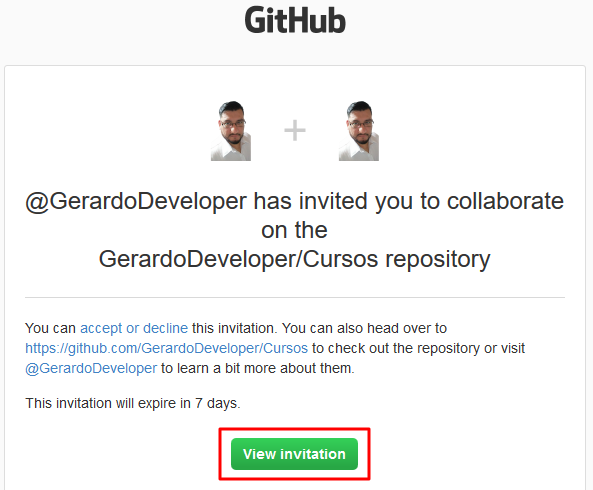 GitHub
@GerardoDeveloper has invited you to collaborate
on the
GerardoDeveloper/Cursos repository
You can accept or decline this invitation. You can also head over to
https://github.com/GerardoDeveloper/Cursos to check out the repository or visit
@GerardoDeveloper to learn a bit more about them.
This invitation will expire in 7 days.
View invitation